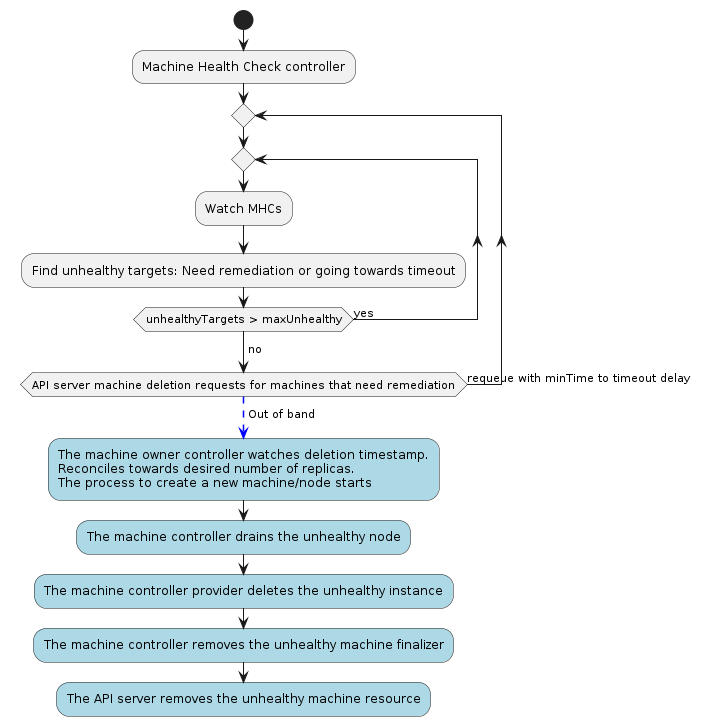 Machine Health Check controller
Watch MHCs
Find unhealthy targets: Need remediation or going towards timeout
unhealthyTargets > maxUnhealthy
yes
no
API server machine deletion requests for machines that need remediation
requeue with minTime to timeout delay
Out of band
The machine owner controller watches deletion timestamp.
Reconciles towards desired number of replicas.
The process to create a new machine/node starts
The machine controller drains the unhealthy node
The machine controller provider deletes the unhealthy instance
The machine controller removes the unhealthy machine finalizer
The API server removes the unhealthy machine resource